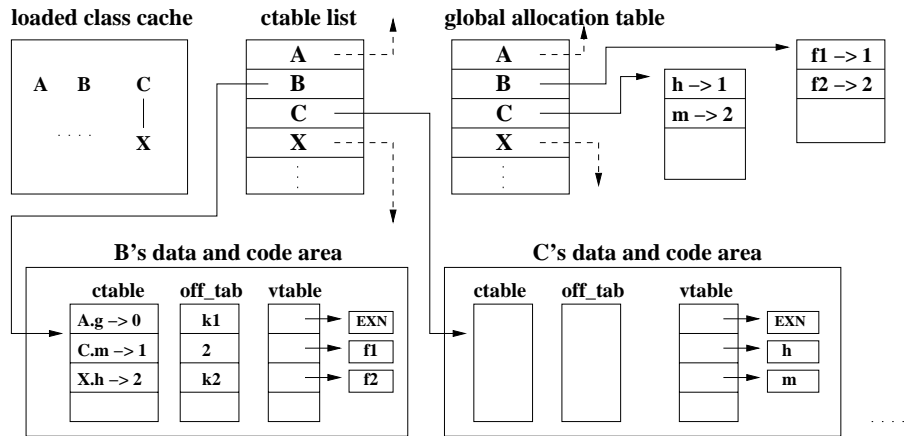 loaded class cache
ctable list
global allocation table
A B C
. . . .
X
A
B
C
X
A
B
C
X
h −> 1
m −> 2
f1 −> 1
f2 −> 2
B's data and code area
ctable off_tab vtable
A.g −> 0 k1 EXN
C.m −> 1 2 f1
X.h −> 2 k2 f2
C's data and code area
ctable off_tab vtable
EXN
h
m
. . . .